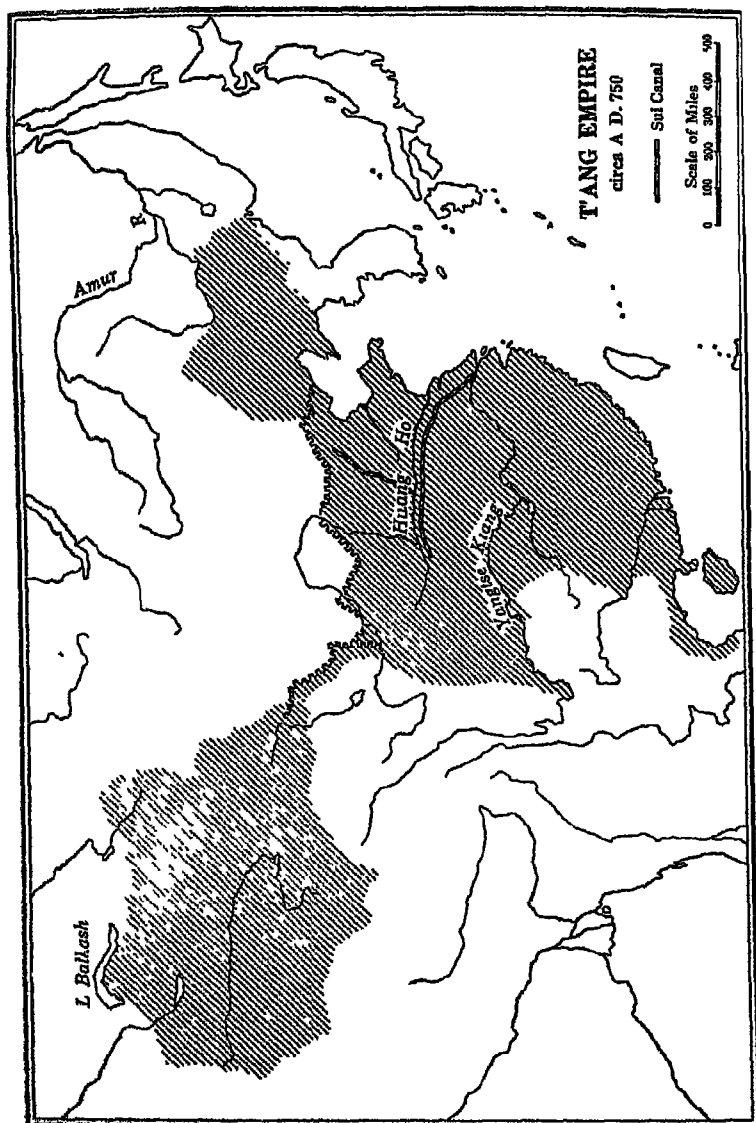 T'ANG EMPIRE
circa A D. 750
Sui Canal
Scale of Miles
0 100 200 300 400 500
Amur R
L Balkash
Huang Ho
Yangtse Kiang